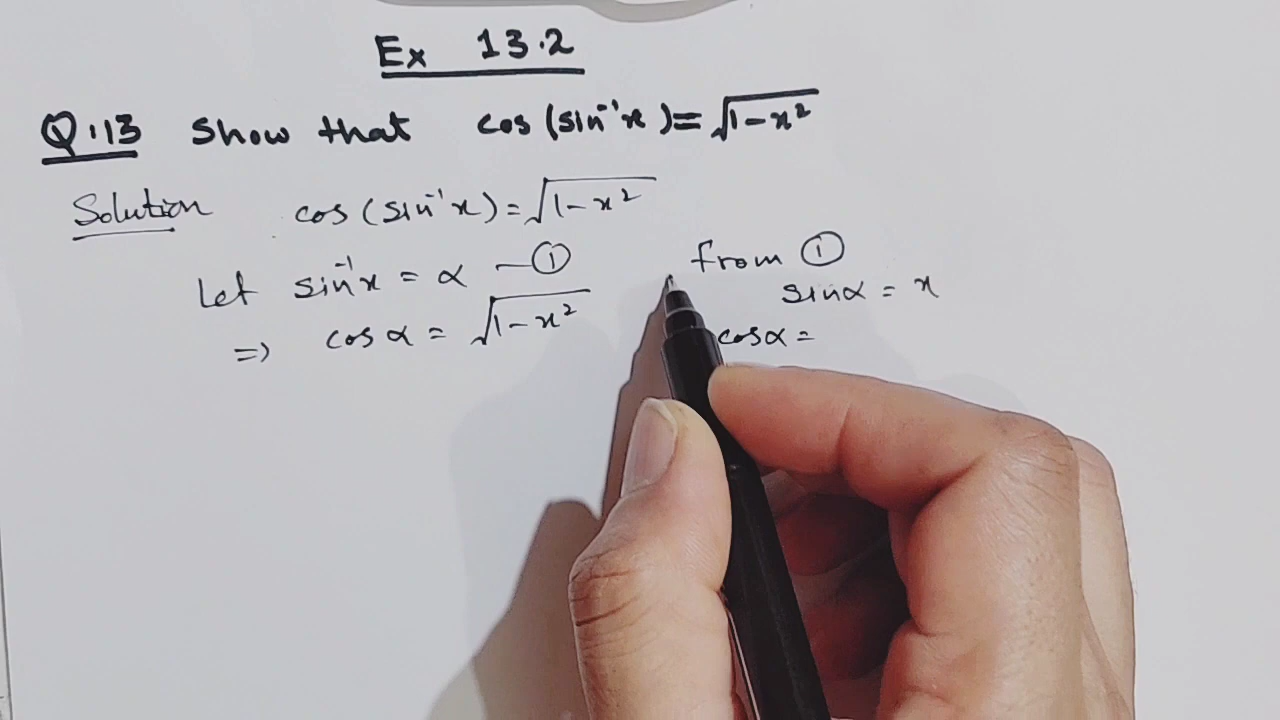 Ex 13.2
Q.13 Show that cos(sin⁻¹x)=√(1-x²)
Solution cos(sin⁻¹x)=√(1-x²)
Let sin⁻¹x = α —①
⇒ cosα = √(1-x²)
from ①
sinα = x
cosα =